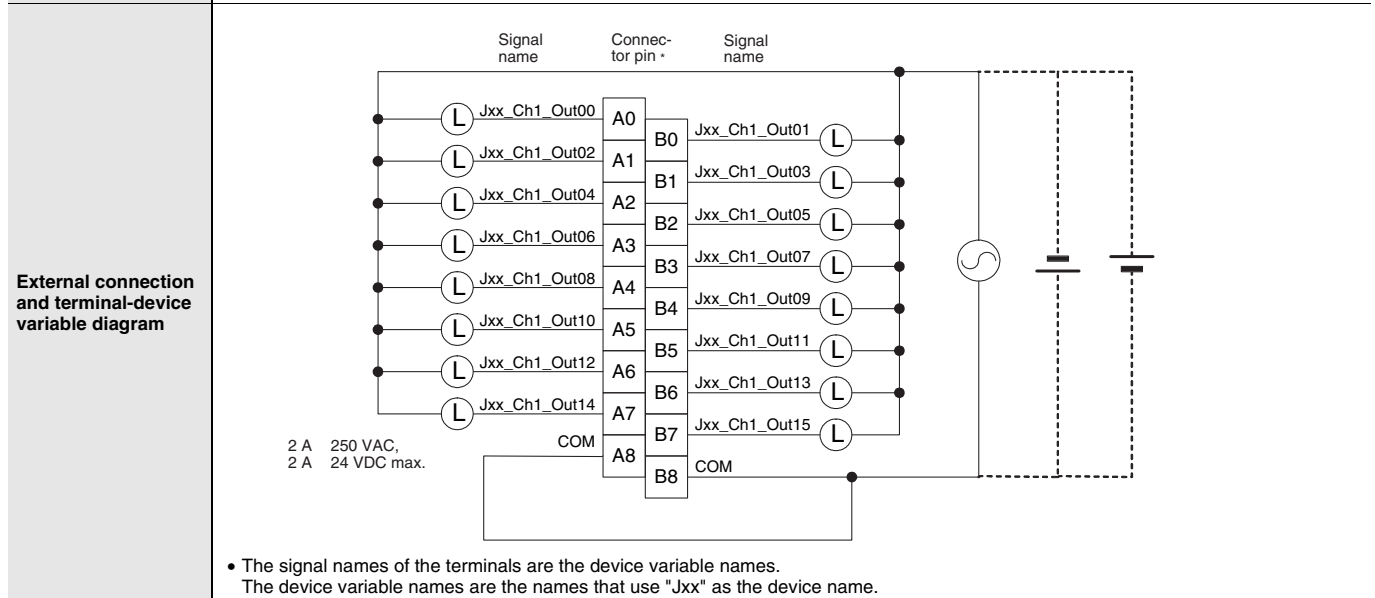 External connection
and terminal-device
variable diagram
Signal
name
Connec-
tor pin *
Signal
name
L Jxx_Ch1_Out00 A0
B0 Jxx_Ch1_Out01 L
L Jxx_Ch1_Out02 A1
B1 Jxx_Ch1_Out03 L
L Jxx_Ch1_Out04 A2
B2 Jxx_Ch1_Out05 L
L Jxx_Ch1_Out06 A3
B3 Jxx_Ch1_Out07 L
L Jxx_Ch1_Out08 A4
B4 Jxx_Ch1_Out09 L
L Jxx_Ch1_Out10 A5
B5 Jxx_Ch1_Out11 L
L Jxx_Ch1_Out12 A6
B6 Jxx_Ch1_Out13 L
L Jxx_Ch1_Out14 A7
B7 Jxx_Ch1_Out15 L
COM A8
B8 COM
2 A 250 VAC,
2 A 24 VDC max.
• The signal names of the terminals are the device variable names.
The device variable names are the names that use "Jxx" as the device name.